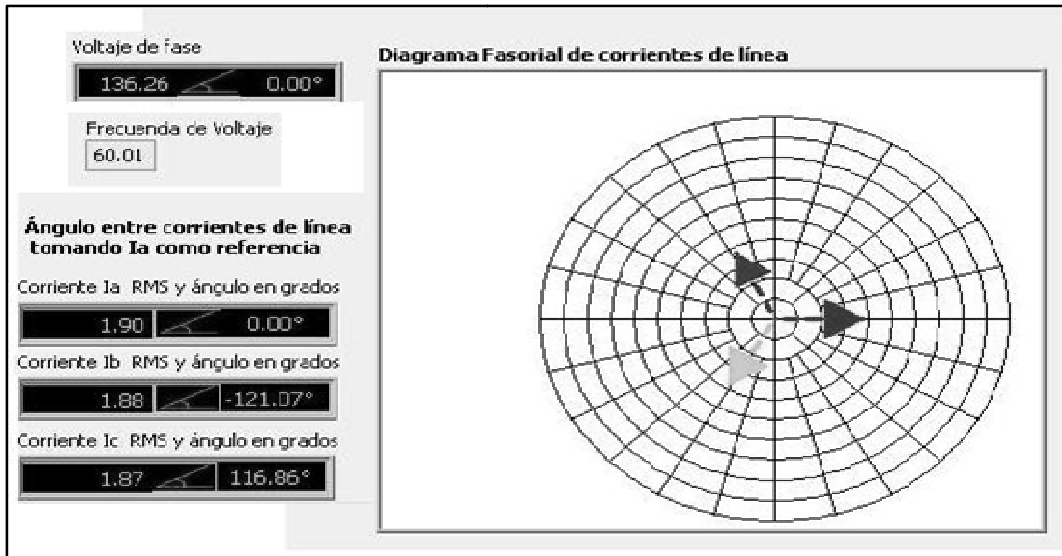 Voltaje de fase
136.26 0.00°
Frecuencia de Voltaje
60.01
Ángulo entre corrientes de línea
tomando Ia como referencia
Corriente Ia RMS y ángulo en grados
1.90 0.00°
Corriente Ib RMS y ángulo en grados
1.88 -121.07°
Corriente Ic RMS y ángulo en grados
1.87 116.86°
Diagrama Fasorial de corrientes de línea